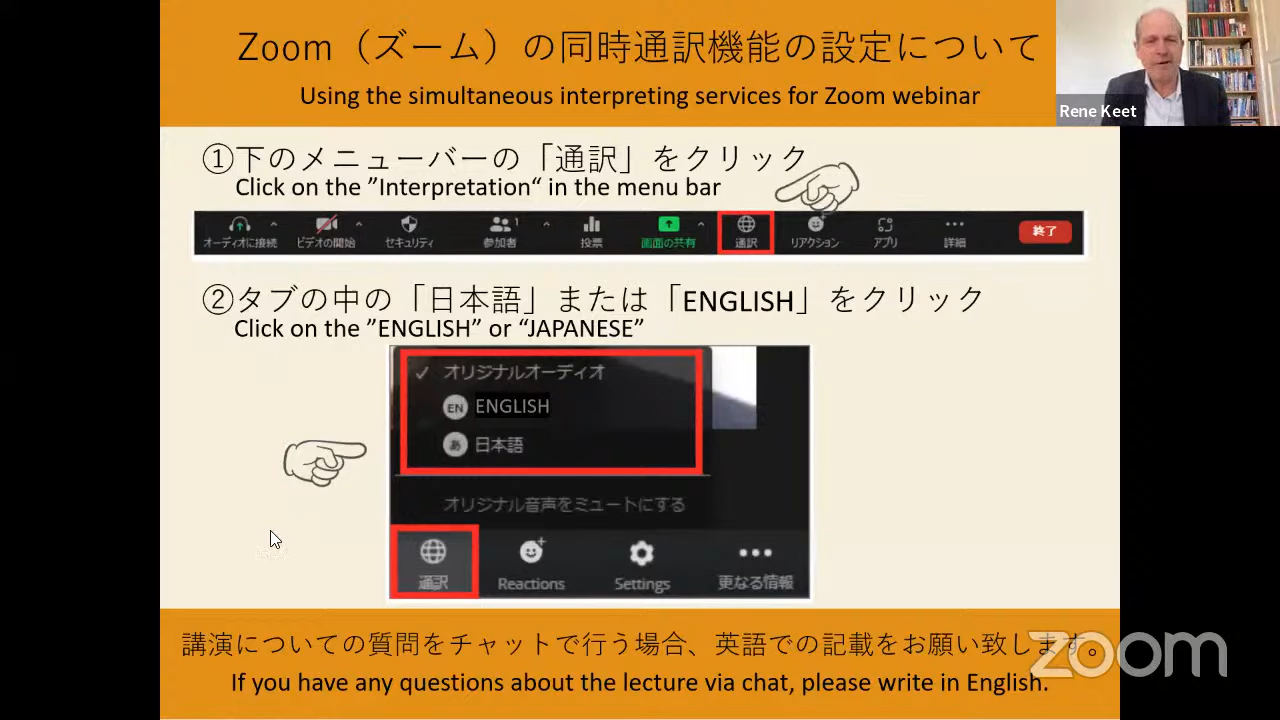 Zoom（ズーム）の同時通訳機能の設定について
Using the simultaneous interpreting services for Zoom webinar
Rene Keet
①下のメニューバーの「通訳」をクリック
Click on the ”Interpretation“ in the menu bar
オーディオに接続 ビデオの開始 セキュリティ 参加者 1 投票 画面の共有 通訳 リアクション アプリ 詳細 終了
②タブの中の「日本語」または「ENGLISH」をクリック
Click on the ”ENGLISH” or “JAPANESE”
✓ オリジナルオーディオ
EN ENGLISH
あ 日本語
オリジナル音声をミュートにする
通訳 Reactions Settings 更なる情報
講演についての質問をチャットで行う場合、英語での記載をお願い致します。
If you have any questions about the lecture via chat, please write in English.
zoom